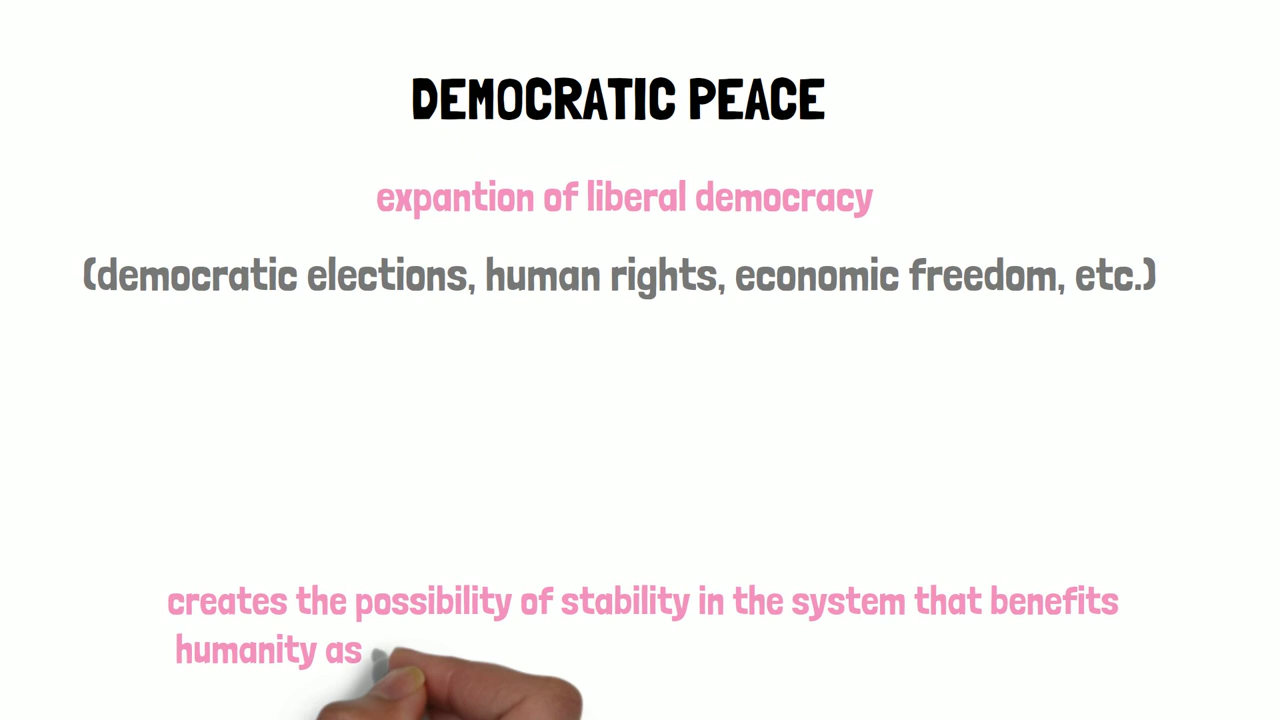 DEMOCRATIC PEACE
expantion of liberal democracy
(democratic elections, human rights, economic freedom, etc.)
creates the possibility of stability in the system that benefits
humanity as